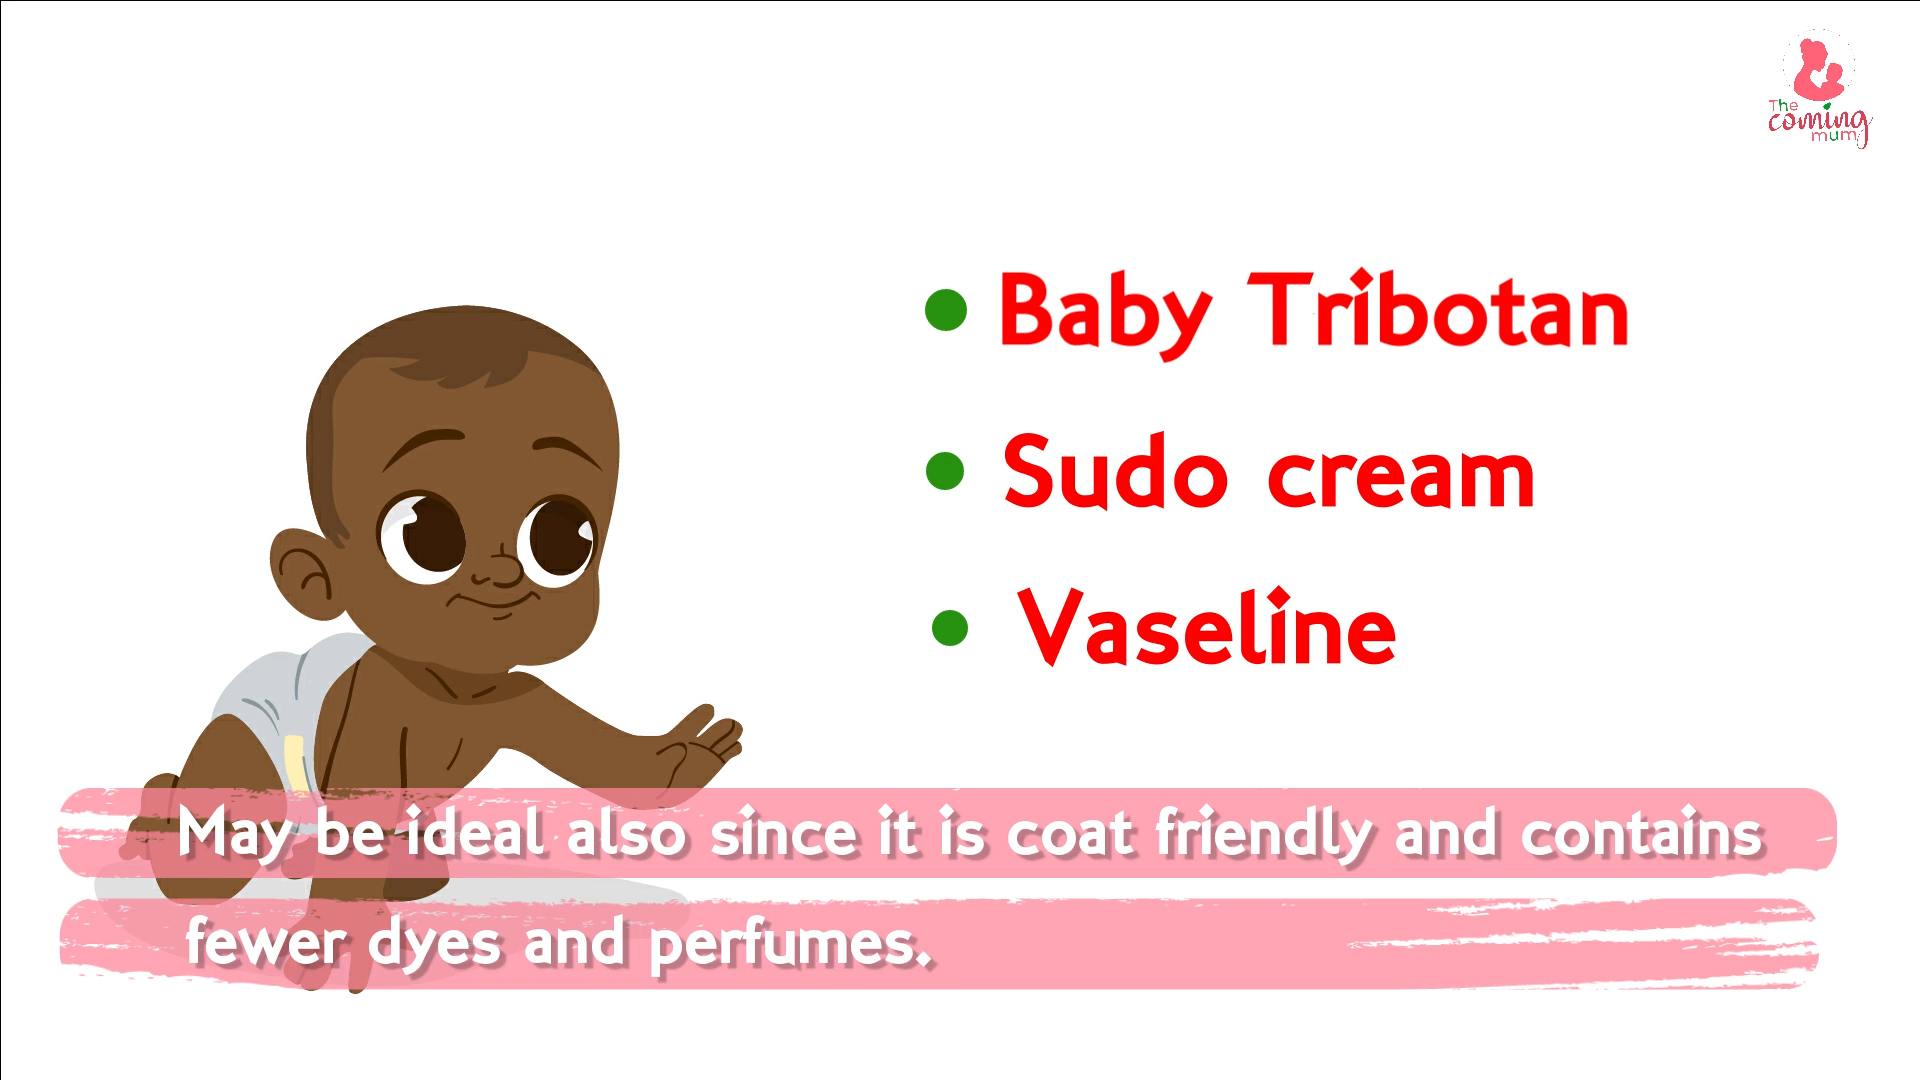 The
coming
mum
Baby Tribotan
Sudo cream
Vaseline
May be ideal also since it is coat friendly and contains
fewer dyes and perfumes.